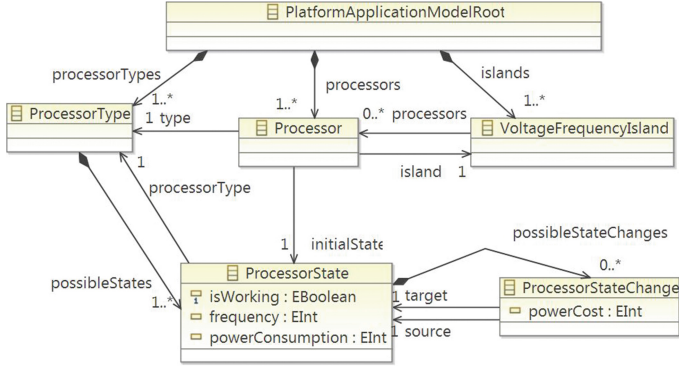 PlatformApplicationModelRoot
processorTypes
processors
islands
1..*
1..*
1..*
ProcessorType
1 type
Processor
0..*
processors
VoltageFrequencyIsland
island
1
1
processorType
1
initialState
possibleStateChanges
0..*
possibleStates
1..*
ProcessorState
1
isWorking : EBoolean
frequency : EInt
powerConsumption : EInt
1 target
1 source
ProcessorStateChange
powerCost : EInt